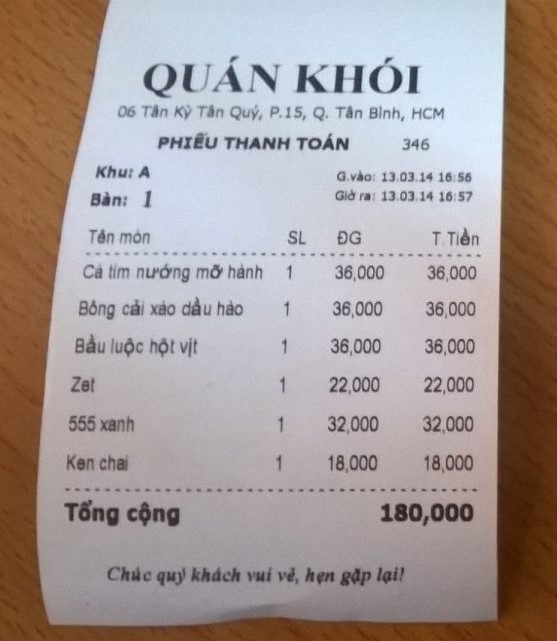 QUÁN KHÓI
06 Tân Kỳ Tân Quý, P.15, Q. Tân Bình, HCM
PHIẾU THANH TOÁN 346
Khu: A G.vào: 13.03.14 16:56
Bàn: 1 Giờ ra: 13.03.14 16:57
Tên món SL ĐG T.Tiền
Cà tím nướng mỡ hành 1 36,000 36,000
Bông cải xào dầu hào 1 36,000 36,000
Bầu luộc hột vịt 1 36,000 36,000
Zet 1 22,000 22,000
555 xanh 1 32,000 32,000
Ken chai 1 18,000 18,000
Tổng cộng 180,000
Chúc quý khách vui vẻ, hẹn gặp lại!